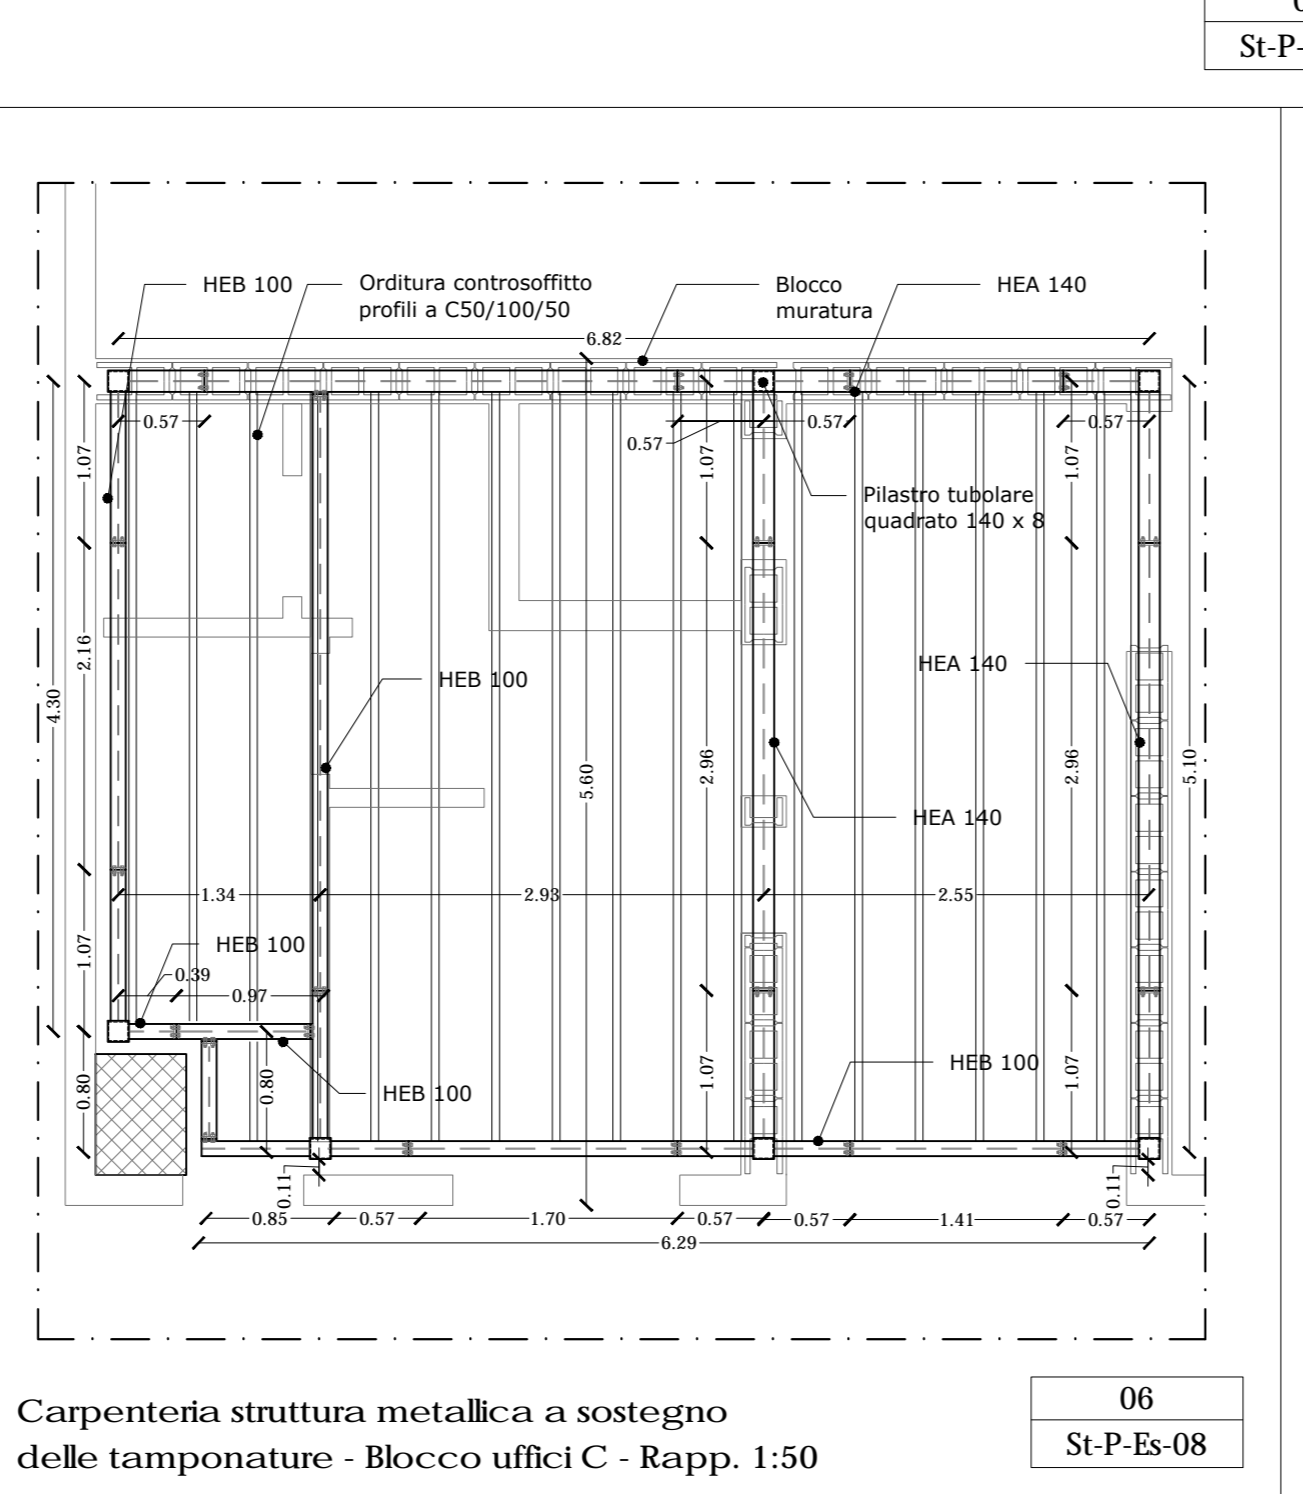 St-P-
HEB 100
Orditura controsoffitto
profili a C50/100/50
Blocco
muratura
HEA 140
6.82
0.57
0.57
0.57
0.57
1.07
1.07
1.07
Pilastro tubolare
quadrato 140 x 8
2.16
4.30
HEB 100
HEA 140
5.60
2.96
2.96
5.10
HEA 140
1.34
2.93
2.55
1.07
HEB 100
0.39
0.97
0.80
0.80
HEB 100
1.07
HEB 100
1.07
0.11
0.11
0.85
0.57
1.70
0.57
0.57
1.41
0.57
6.29
Carpenteria struttura metallica a sostegno
delle tamponature - Blocco uffici C - Rapp. 1:50
06
St-P-Es-08